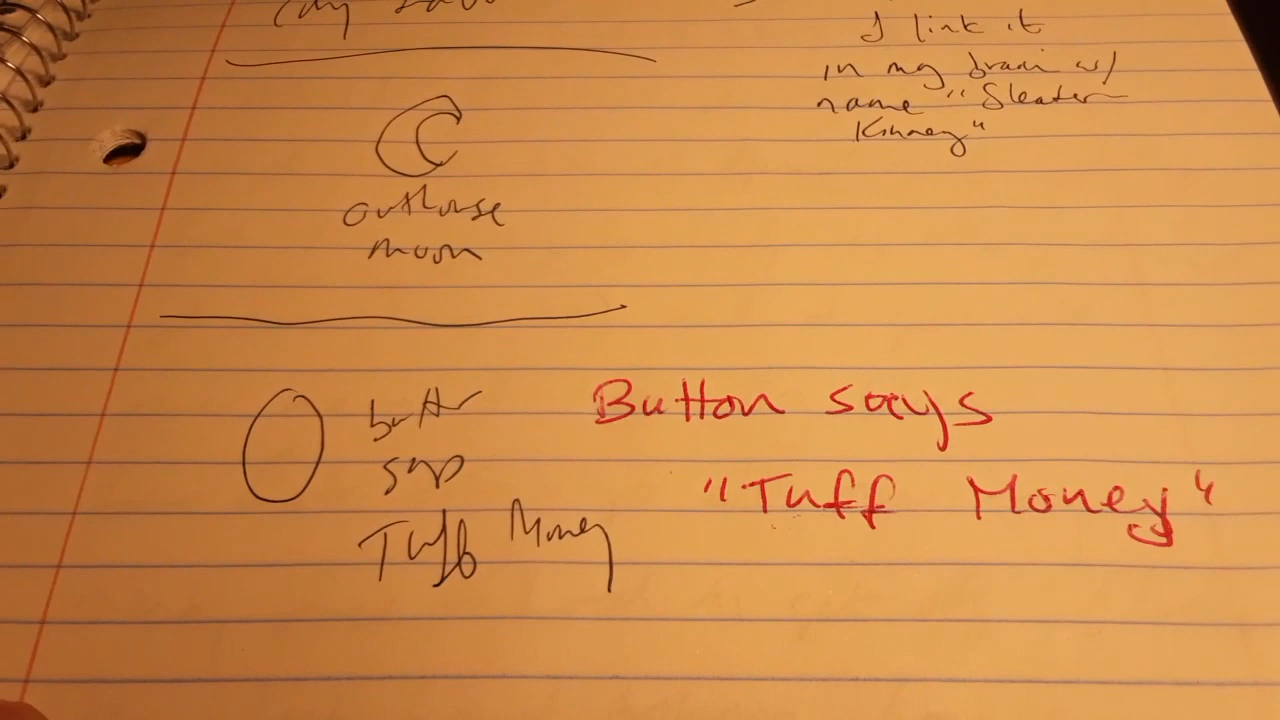 I link it
in my brain w/
name "Sleater
Kinney"
outhouse
moon
button
says
Tuff Money
Button says
"Tuff Money"